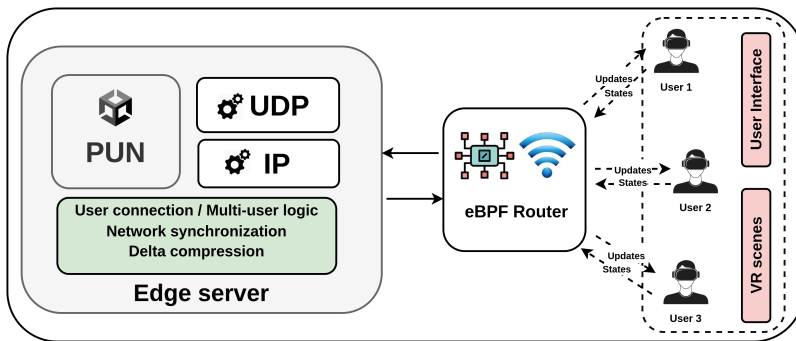 PUN
UDP
IP
User connection / Multi-user logic
Network synchronization
Delta compression
Edge server
eBPF Router
Updates
States
User 1
Updates
States
User 2
Updates
States
User 3
User Interface
VR scenes